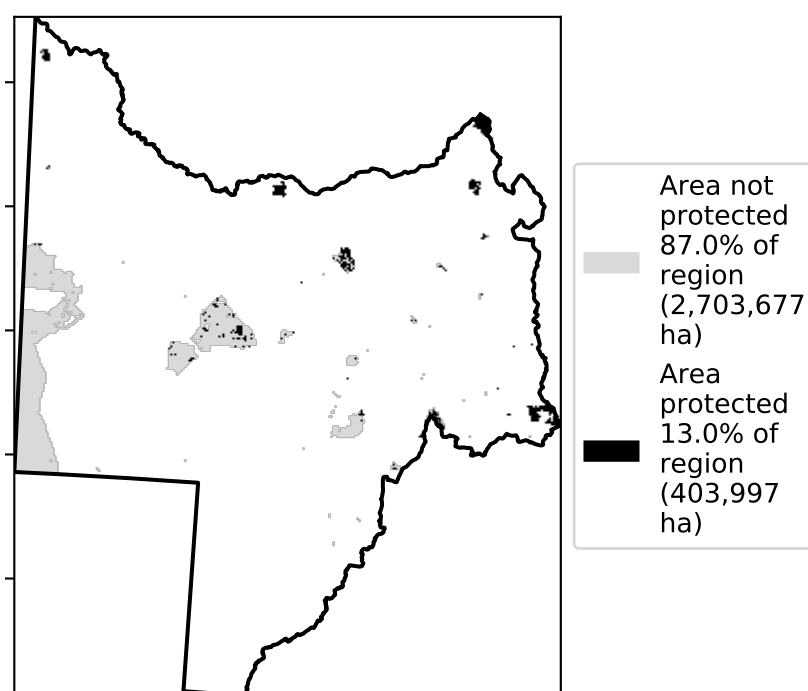 Area not
protected
87.0% of
region
(2,703,677
ha)
Area
protected
13.0% of
region
(403,997
ha)